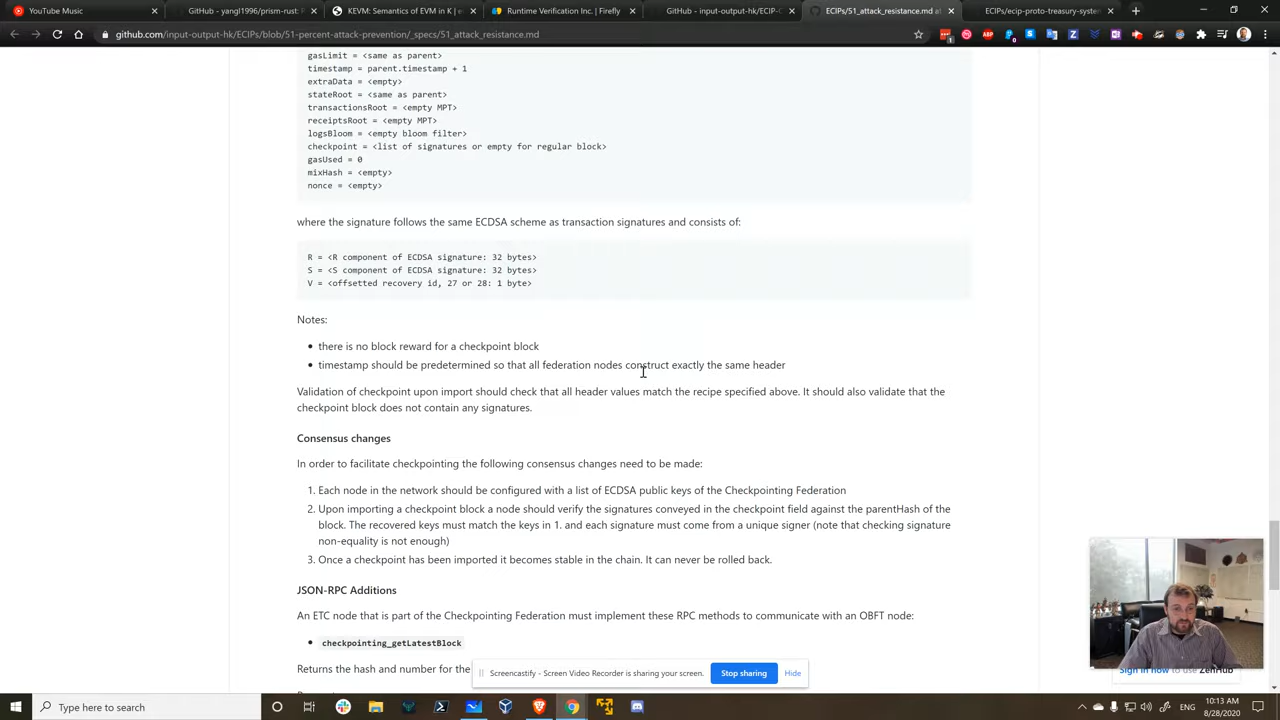 YouTube Music
GitHub - yangl1996/prism-rust: R
KEVM: Semantics of EVM in K
Runtime Verification Inc. | Firefly
GitHub - input-output-hk/ECIP-C
ECIPs/51_attack_resistance.md at
ECIPs/ecip-proto-treasury-system
github.com/input-output-hk/ECIPs/blob/51-percent-attack-prevention/_specs/51_attack_resistance.md
gasLimit = <same as parent>
timestamp = parent.timestamp + 1
extraData = <empty>
stateRoot = <same as parent>
transactionsRoot = <empty MPT>
receiptsRoot = <empty MPT>
logsBloom = <empty bloom filter>
checkpoint = <list of signatures or empty for regular block>
gasUsed = 0
mixHash = <empty>
nonce = <empty>
where the signature follows the same ECDSA scheme as transaction signatures and consists of:
R = <R component of ECDSA signature: 32 bytes>
S = <S component of ECDSA signature: 32 bytes>
V = <offsetted recovery id, 27 or 28: 1 byte>
Notes:
• there is no block reward for a checkpoint block
• timestamp should be predetermined so that all federation nodes construct exactly the same header
Validation of checkpoint upon import should check that all header values match the recipe specified above. It should also validate that the
checkpoint block does not contain any signatures.
Consensus changes
In order to facilitate checkpointing the following consensus changes need to be made:
1. Each node in the network should be configured with a list of ECDSA public keys of the Checkpointing Federation
2. Upon importing a checkpoint block a node should verify the signatures conveyed in the checkpoint field against the parentHash of the
block. The recovered keys must match the keys in 1. and each signature must come from a unique signer (note that checking signature
non-equality is not enough)
3. Once a checkpoint has been imported it becomes stable in the chain. It can never be rolled back.
JSON-RPC Additions
An ETC node that is part of the Checkpointing Federation must implement these RPC methods to communicate with an OBFT node:
• checkpointing_getLatestBlock
Returns the hash and number for the
Screencastify - Screen Video Recorder is sharing your screen.
Stop sharing
Hide
Sign in now to use ZenHub
Type here to search
10:13 AM
8/28/2020